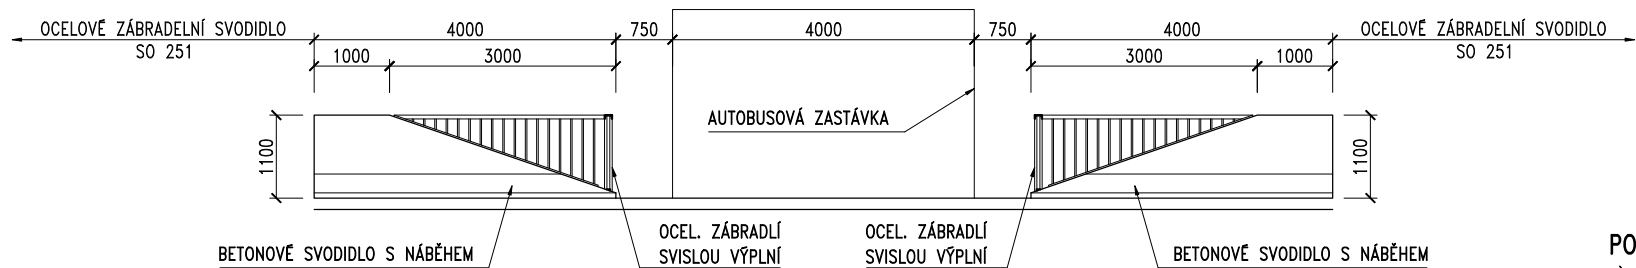 OCELOVÉ ZÁBRADELNÍ SVODIDLO
SO 251
4000
750
4000
750
4000
OCELOVÉ ZÁBRADELNÍ SVODIDLO
SO 251
1000
3000
3000
1000
AUTOBUSOVÁ ZASTÁVKA
1100
1100
BETONOVÉ SVODIDLO S NÁBĚHEM
OCEL. ZÁBRADLÍ
SVISLOU VÝPLNÍ
OCEL. ZÁBRADLÍ
SVISLOU VÝPLNÍ
BETONOVÉ SVODIDLO S NÁBĚHEM
PO